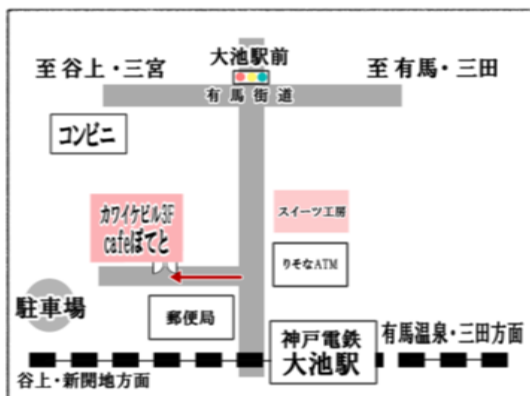 大池駅前
至 谷上・三宮
至 有馬・三田
有馬街道
コンビニ
カワイケビル3F
cafeぽてと
スイーツ工房
りそなATM
駐車場
郵便局
神戸電鉄
大池駅
有馬温泉・三田方面
谷上・新開地方面